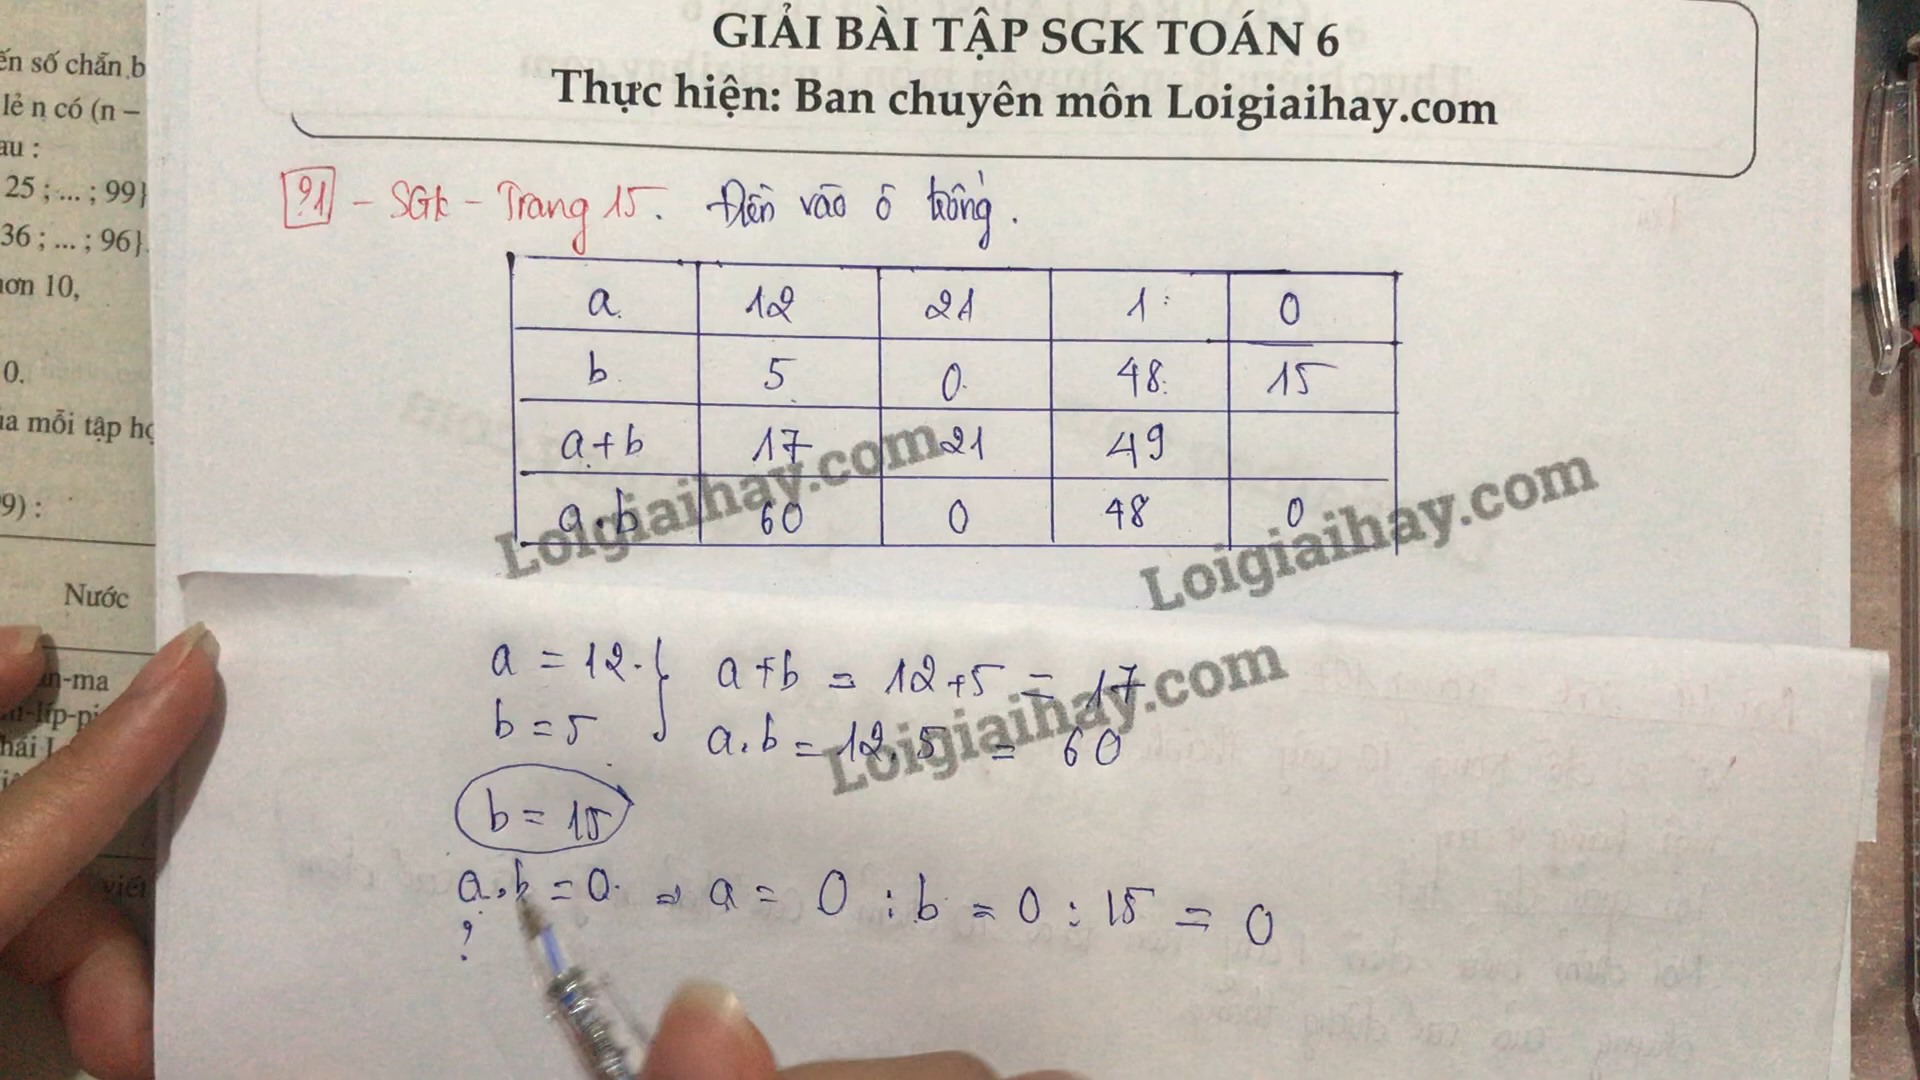 GIẢI BÀI TẬP SGK TOÁN 6
Thực hiện: Ban chuyên môn Loigiaihay.com
ến số chẵn b
lẻ n có (n –
au :
25 ; ... ; 99}
36 ; ... ; 96}.
hơn 10,
0.
ủa mỗi tập hợ
9) :
Nước
viết
?1 - SGK - Trang 15. Điền vào ô trống.
a 12 21 1 0
b 5 0 48 15
a+b 17 21 49
a.b 60 0 48 0
Loigiaihay.com
Loigiaihay.com
a = 12 } a+b = 12+5 = 17
b = 5 a.b = 12.5 = 60
Loigiaihay.com
b = 15
a.b = 0 ⇒ a = 0 : b = 0 : 15 = 0
?